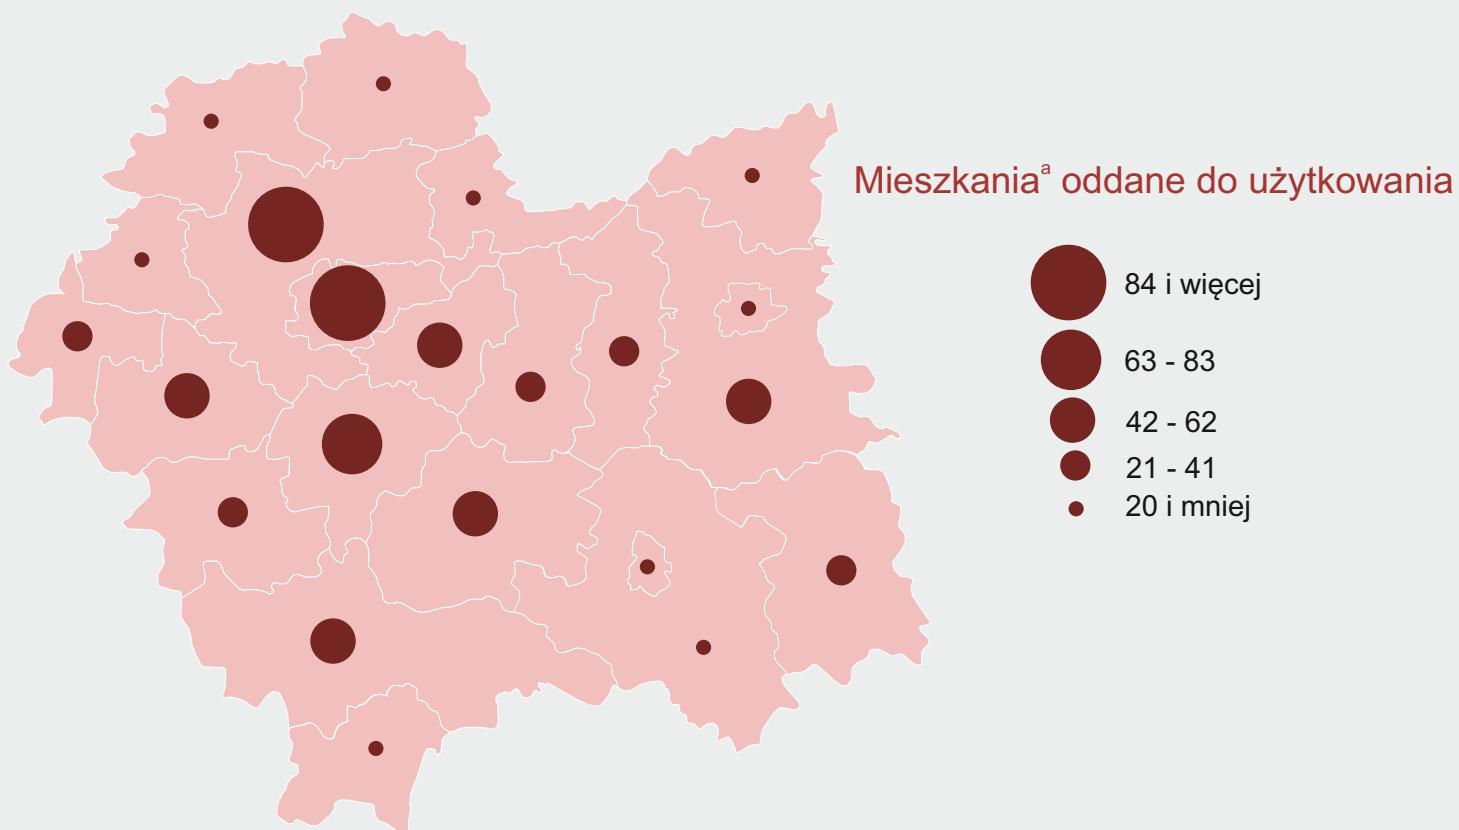 Mieszkaniaᵃ oddane do użytkowania
84 i więcej
63 - 83
42 - 62
21 - 41
20 i mniej